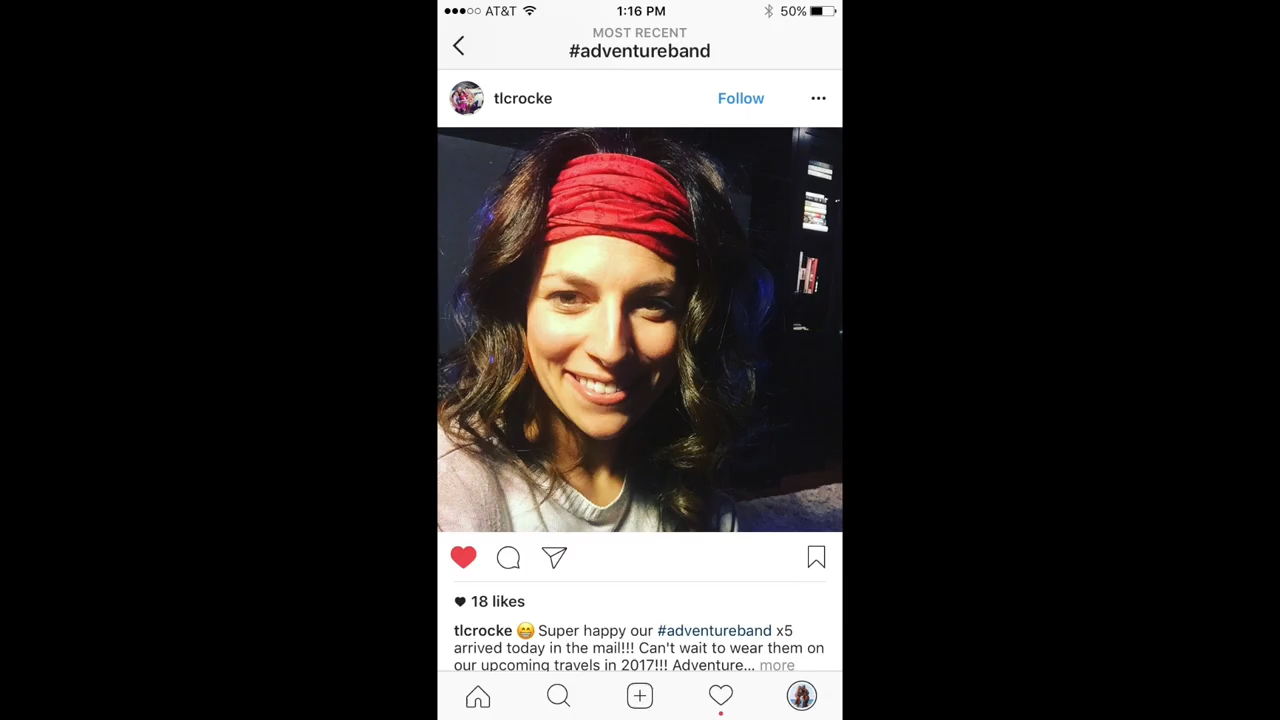 AT&T 1:16 PM 50%
MOST RECENT
#adventureband
tlcrocke Follow
18 likes
tlcrocke 😁 Super happy our #adventureband x5
arrived today in the mail!!! Can't wait to wear them on
our upcoming travels in 2017!!! Adventure... more